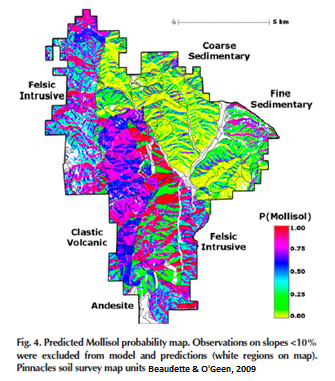 5 km
Coarse
Sedimentary
Felsic
Intrusive
Fine
Sedimentary
P(Mollisol)
1.00
0.75
0.50
0.25
0.00
Clastic
Volcanic
Felsic
Intrusive
Andesite
Fig. 4. Predicted Mollisol probability map. Observations on slopes <10%
were excluded from model and predictions (white regions on map).
Pinnacles soil survey map units Beaudette & O'Geen, 2009